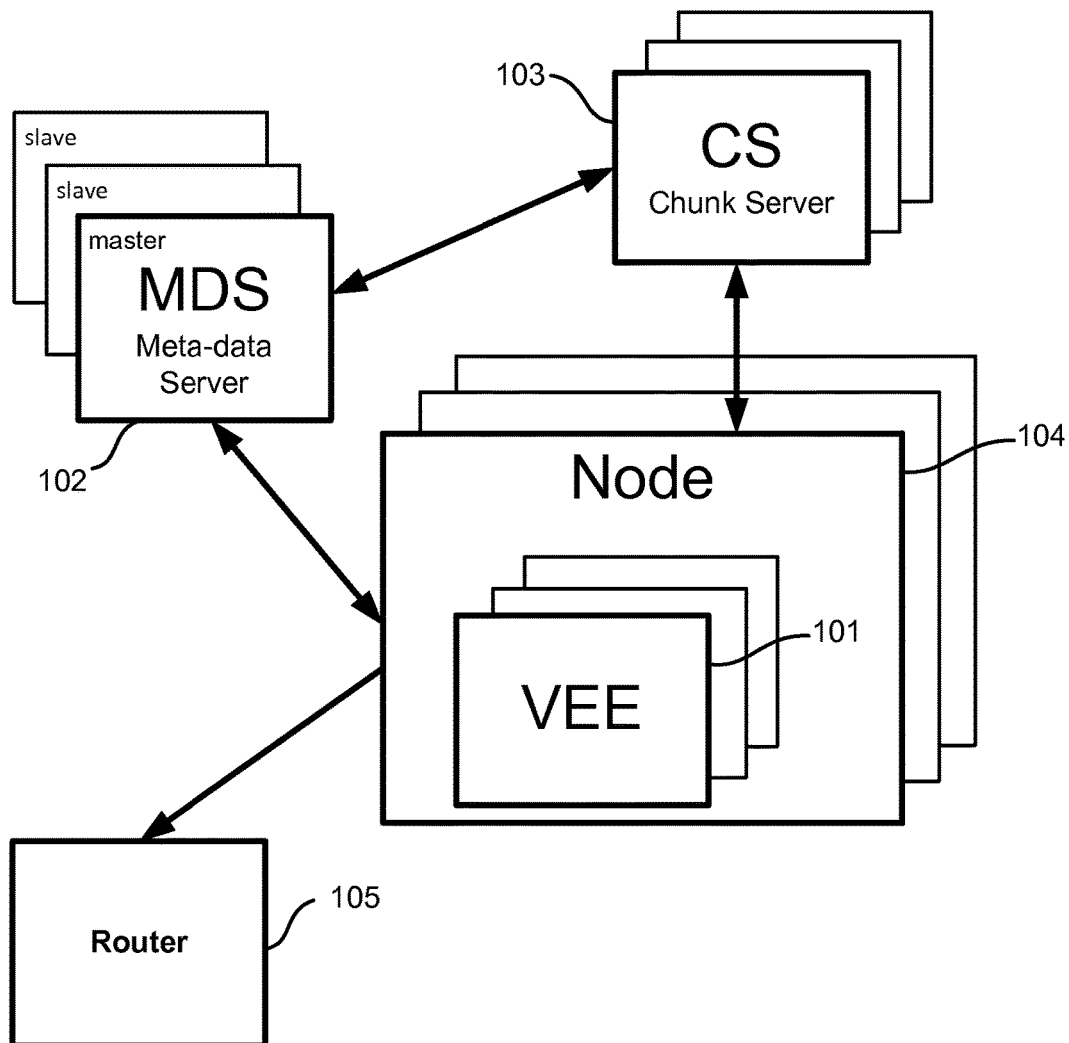 103
CS
Chunk Server
slave
slave
master
MDS
Meta-data
Server
102
104
Node
101
VEE
105
Router